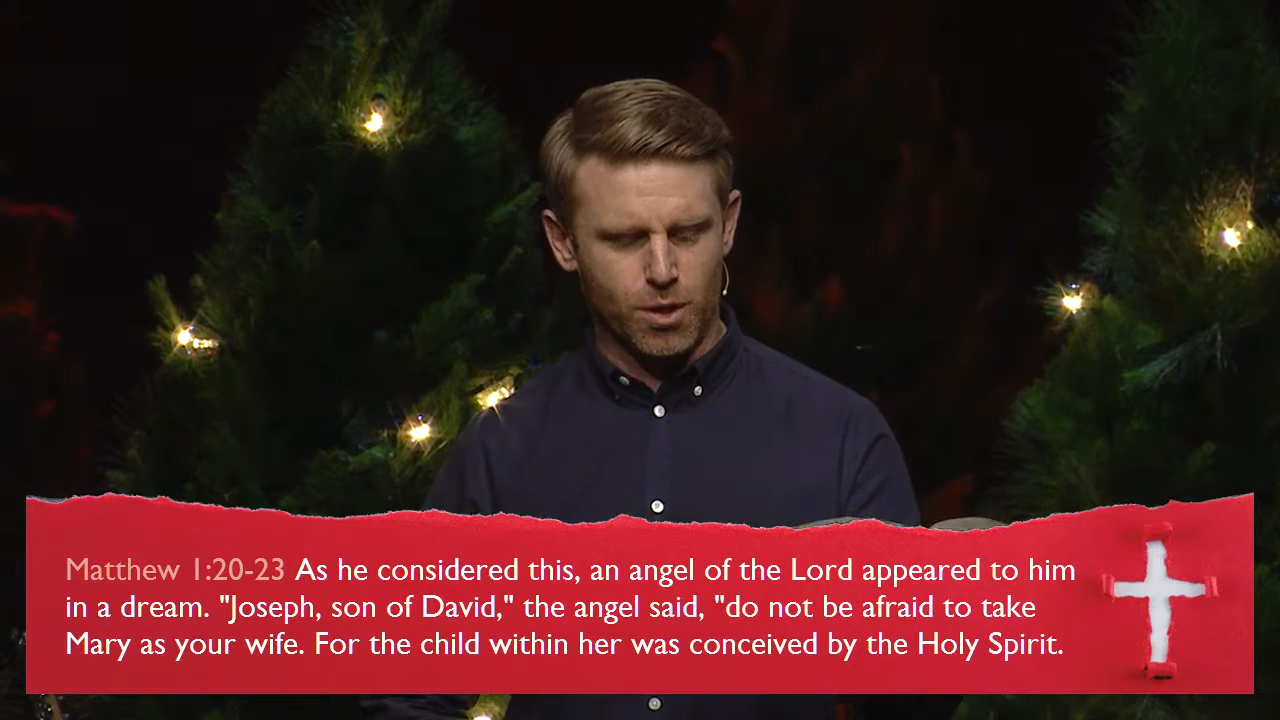 Matthew 1:20-23 As he considered this, an angel of the Lord appeared to him
in a dream. "Joseph, son of David," the angel said, "do not be afraid to take
Mary as your wife. For the child within her was conceived by the Holy Spirit.